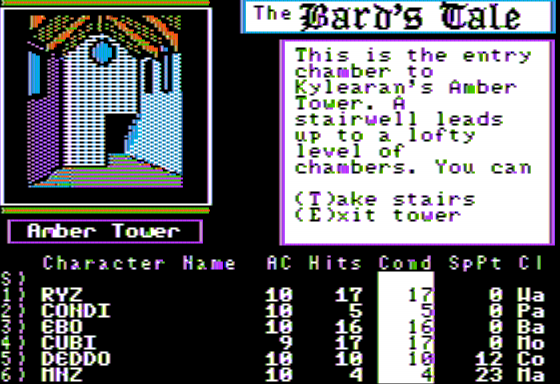 The Bard's Tale
This is the entry
chamber to
Kylearan's Amber
Tower. A
stairwell leads
up to a lofty
level of
chambers. You can
(T)ake stairs
(E)xit tower
Amber Tower
Character Name AC Hits Cond SpPt Cl
S)
1) RYZ 10 17 17 0 Wa
2) CONDI 10 5 5 0 Pa
3) EBO 10 16 16 0 Ba
4) CUBI 9 17 17 0 Mo
5) DEDDO 10 10 10 12 Co
6) MNZ 10 4 4 23 Ma